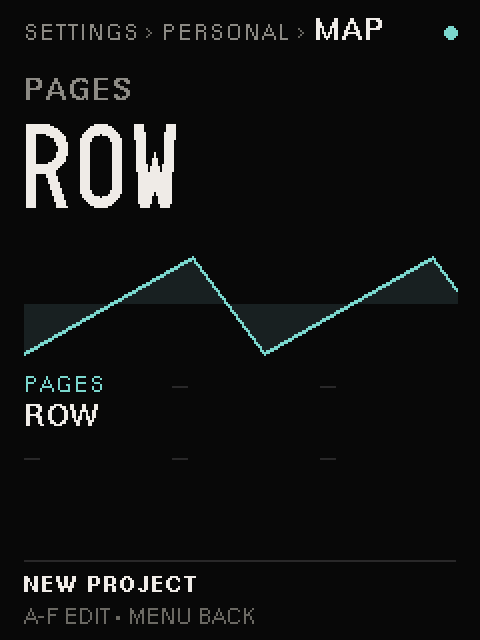 SETTINGS › PERSONAL › MAP
PAGES
ROW
PAGES —  —
ROW
— — —
NEW PROJECT
A-F EDIT · MENU BACK